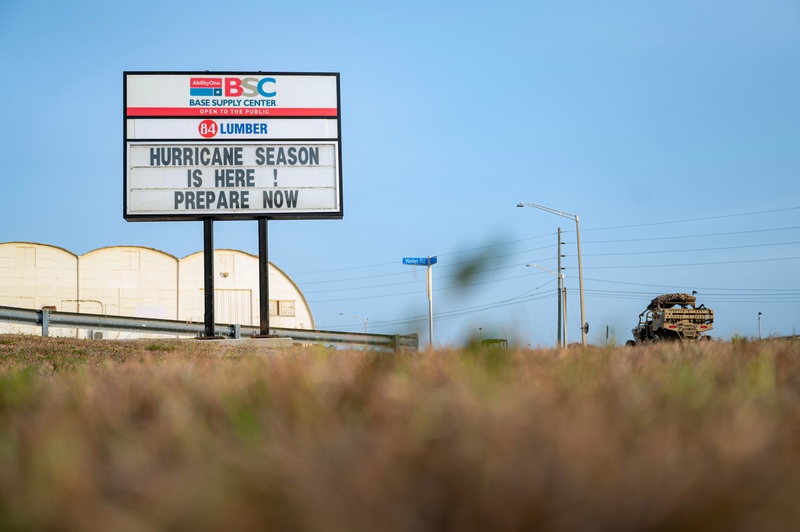 AbilityOne
BSC
BASE SUPPLY CENTER
OPEN TO THE PUBLIC
84 LUMBER
HURRICANE SEASON
IS HERE !
PREPARE NOW